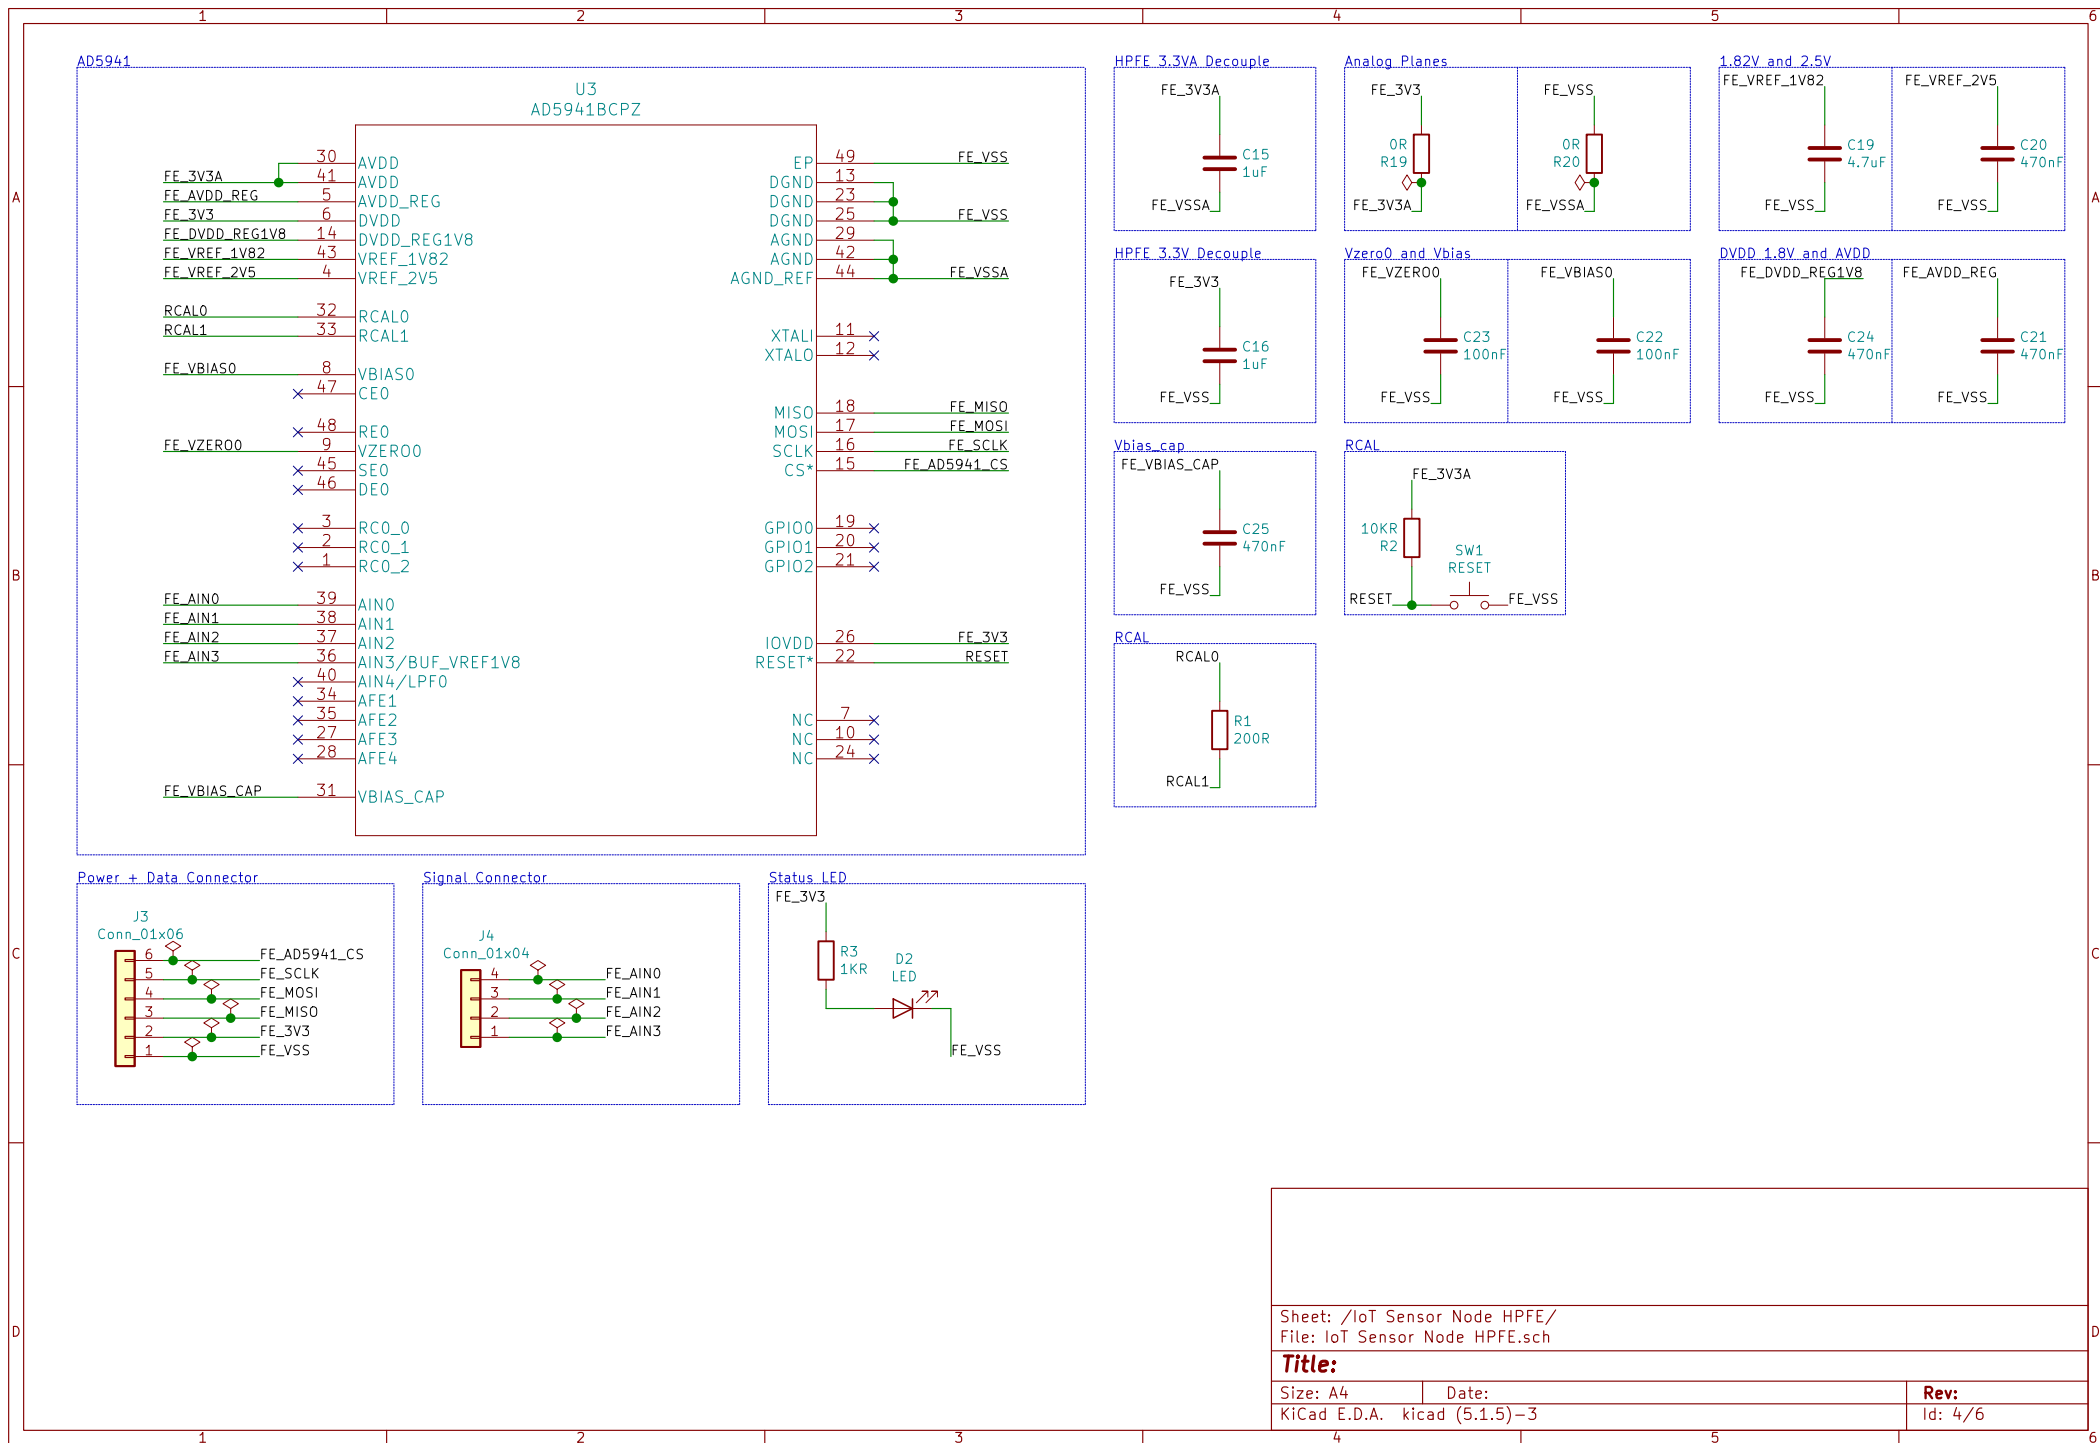 1 2 3 4 5 6
AD5941
U3
AD5941BCPZ
FE_3V3A
30 AVDD
41 AVDD
FE_AVDD_REG 5 AVDD_REG
FE_3V3 6 DVDD
FE_DVDD_REG1V8 14 DVDD_REG1V8
FE_VREF_1V82 43 VREF_1V82
FE_VREF_2V5 4 VREF_2V5
RCAL0 32 RCAL0
RCAL1 33 RCAL1
FE_VBIAS0 8 VBIAS0
47 CE0
48 RE0
FE_VZERO0 9 VZERO0
45 SE0
46 DE0
3 RC0_0
2 RC0_1
1 RC0_2
FE_AIN0 39 AIN0
FE_AIN1 38 AIN1
FE_AIN2 37 AIN2
FE_AIN3 36 AIN3/BUF_VREF1V8
40 AIN4/LPF0
34 AFE1
35 AFE2
27 AFE3
28 AFE4
FE_VBIAS_CAP 31 VBIAS_CAP
EP 49 FE_VSS
DGND 13
DGND 23
DGND 25 FE_VSS
AGND 29
AGND 42
AGND_REF 44 FE_VSSA
XTALI 11
XTALO 12
MISO 18 FE_MISO
MOSI 17 FE_MOSI
SCLK 16 FE_SCLK
CS* 15 FE_AD5941_CS
GPIO0 19
GPIO1 20
GPIO2 21
IOVDD 26 FE_3V3
RESET* 22 RESET
NC 7
NC 10
NC 24
HPFE 3.3VA Decouple
FE_3V3A
C15
1uF
FE_VSSA
Analog Planes
FE_3V3
0R
R19
FE_3V3A
FE_VSS
0R
R20
FE_VSSA
1.82V and 2.5V
FE_VREF_1V82
C19
4.7uF
FE_VSS
FE_VREF_2V5
C20
470nF
FE_VSS
HPFE 3.3V Decouple
FE_3V3
C16
1uF
FE_VSS
Vzero0 and Vbias
FE_VZERO0
C23
100nF
FE_VSS
FE_VBIAS0
C22
100nF
FE_VSS
DVDD 1.8V and AVDD
FE_DVDD_REG1V8
C24
470nF
FE_VSS
FE_AVDD_REG
C21
470nF
FE_VSS
Vbias_cap
FE_VBIAS_CAP
C25
470nF
FE_VSS
RCAL
FE_3V3A
10KR
R2
SW1
RESET
RESET
FE_VSS
RCAL
RCAL0
R1
200R
RCAL1
Power + Data Connector
J3
Conn_01x06
6 FE_AD5941_CS
5 FE_SCLK
4 FE_MOSI
3 FE_MISO
2 FE_3V3
1 FE_VSS
Signal Connector
J4
Conn_01x04
4 FE_AIN0
3 FE_AIN1
2 FE_AIN2
1 FE_AIN3
Status LED
FE_3V3
R3
1KR
D2
LED
FE_VSS
A A
B B
C C
D D
Sheet: /IoT Sensor Node HPFE/
File: IoT Sensor Node HPFE.sch
Title:
Size: A4 Date: Rev:
KiCad E.D.A. kicad (5.1.5)-3 Id: 4/6
1 2 3 4 5 6